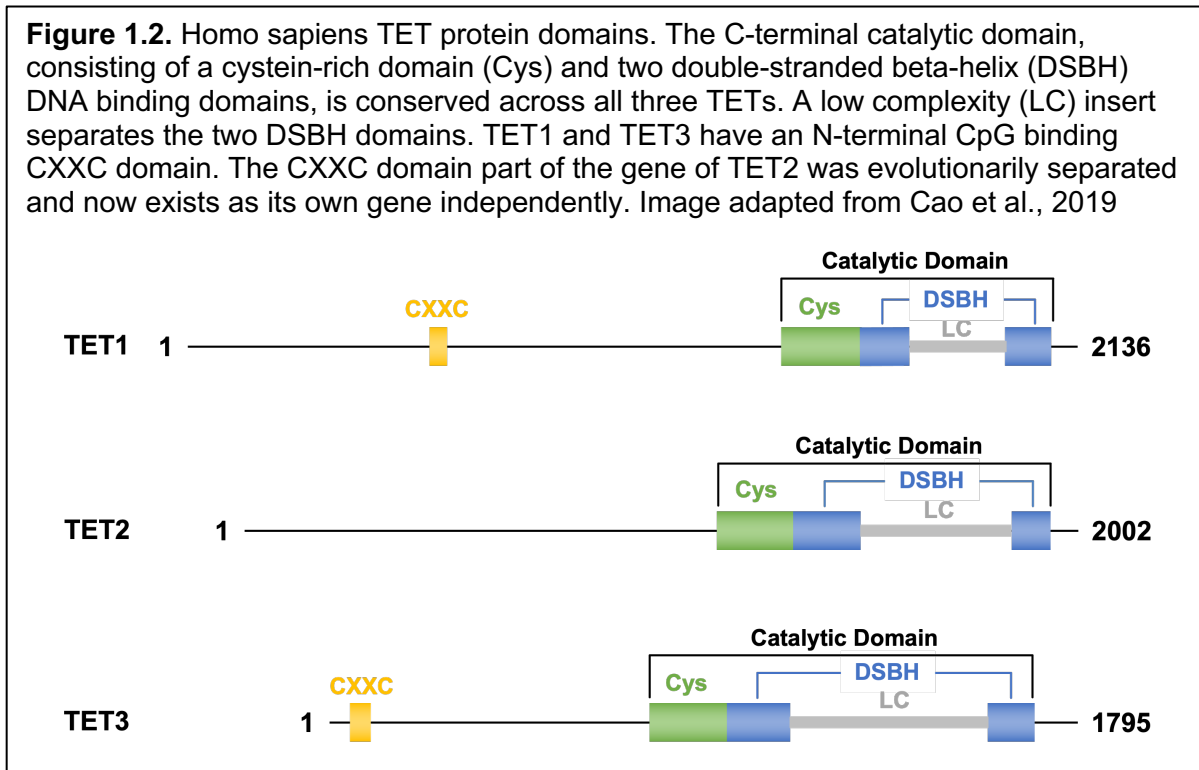 Figure 1.2. Homo sapiens TET protein domains. The C-terminal catalytic domain,
consisting of a cystein-rich domain (Cys) and two double-stranded beta-helix (DSBH)
DNA binding domains, is conserved across all three TETs. A low complexity (LC) insert
separates the two DSBH domains. TET1 and TET3 have an N-terminal CpG binding
CXXC domain. The CXXC domain part of the gene of TET2 was evolutionarily separated
and now exists as its own gene independently. Image adapted from Cao et al., 2019
Catalytic Domain
CXXC Cys DSBH
LC
TET1 1 2136
Catalytic Domain
Cys DSBH
LC
TET2 1 2002
Catalytic Domain
CXXC Cys DSBH
LC
TET3 1 1795